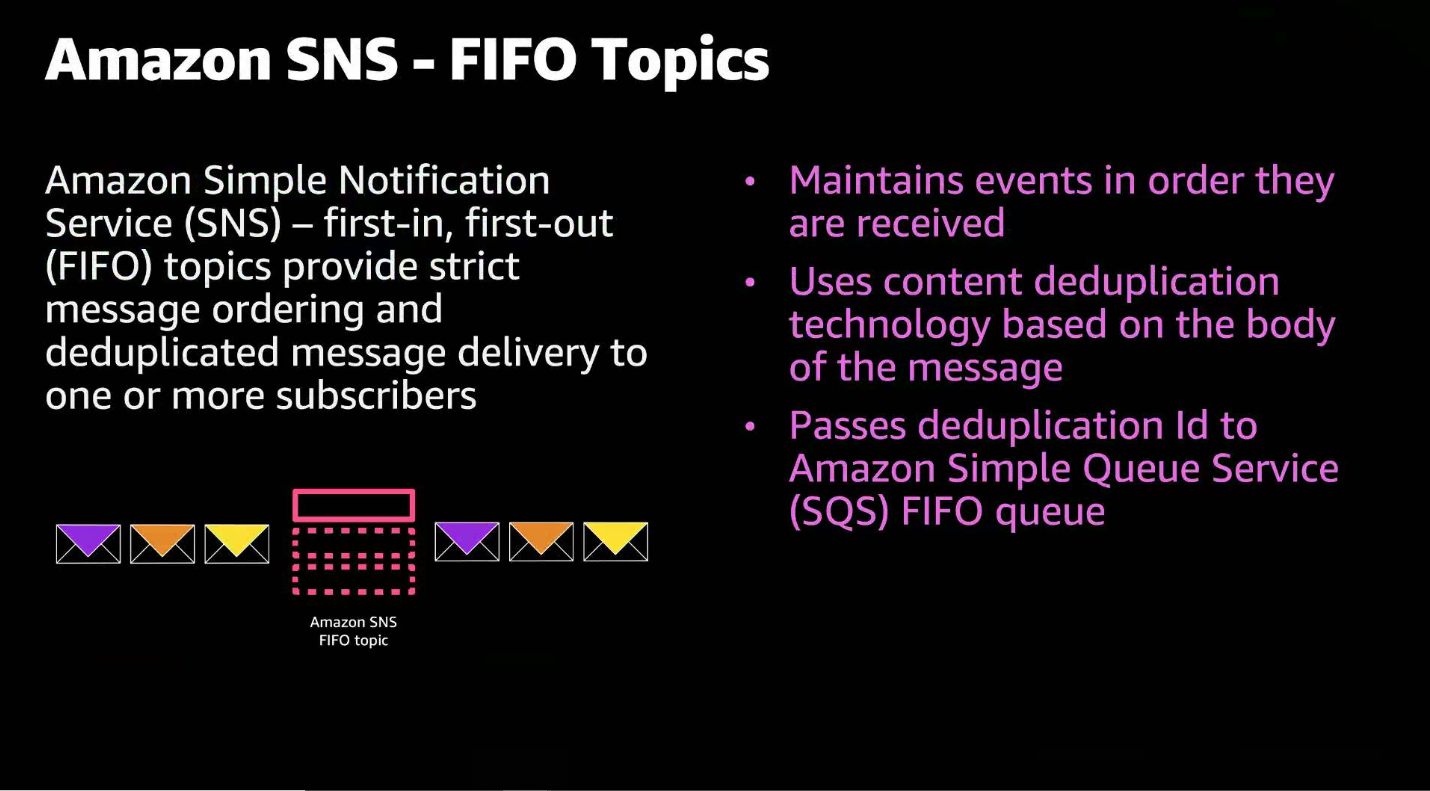 Amazon SNS - FIFO Topics
Amazon Simple Notification
Service (SNS) – first-in, first-out
(FIFO) topics provide strict
message ordering and
deduplicated message delivery to
one or more subscribers
Amazon SNS
FIFO topic
• Maintains events in order they
are received
• Uses content deduplication
technology based on the body
of the message
• Passes deduplication Id to
Amazon Simple Queue Service
(SQS) FIFO queue